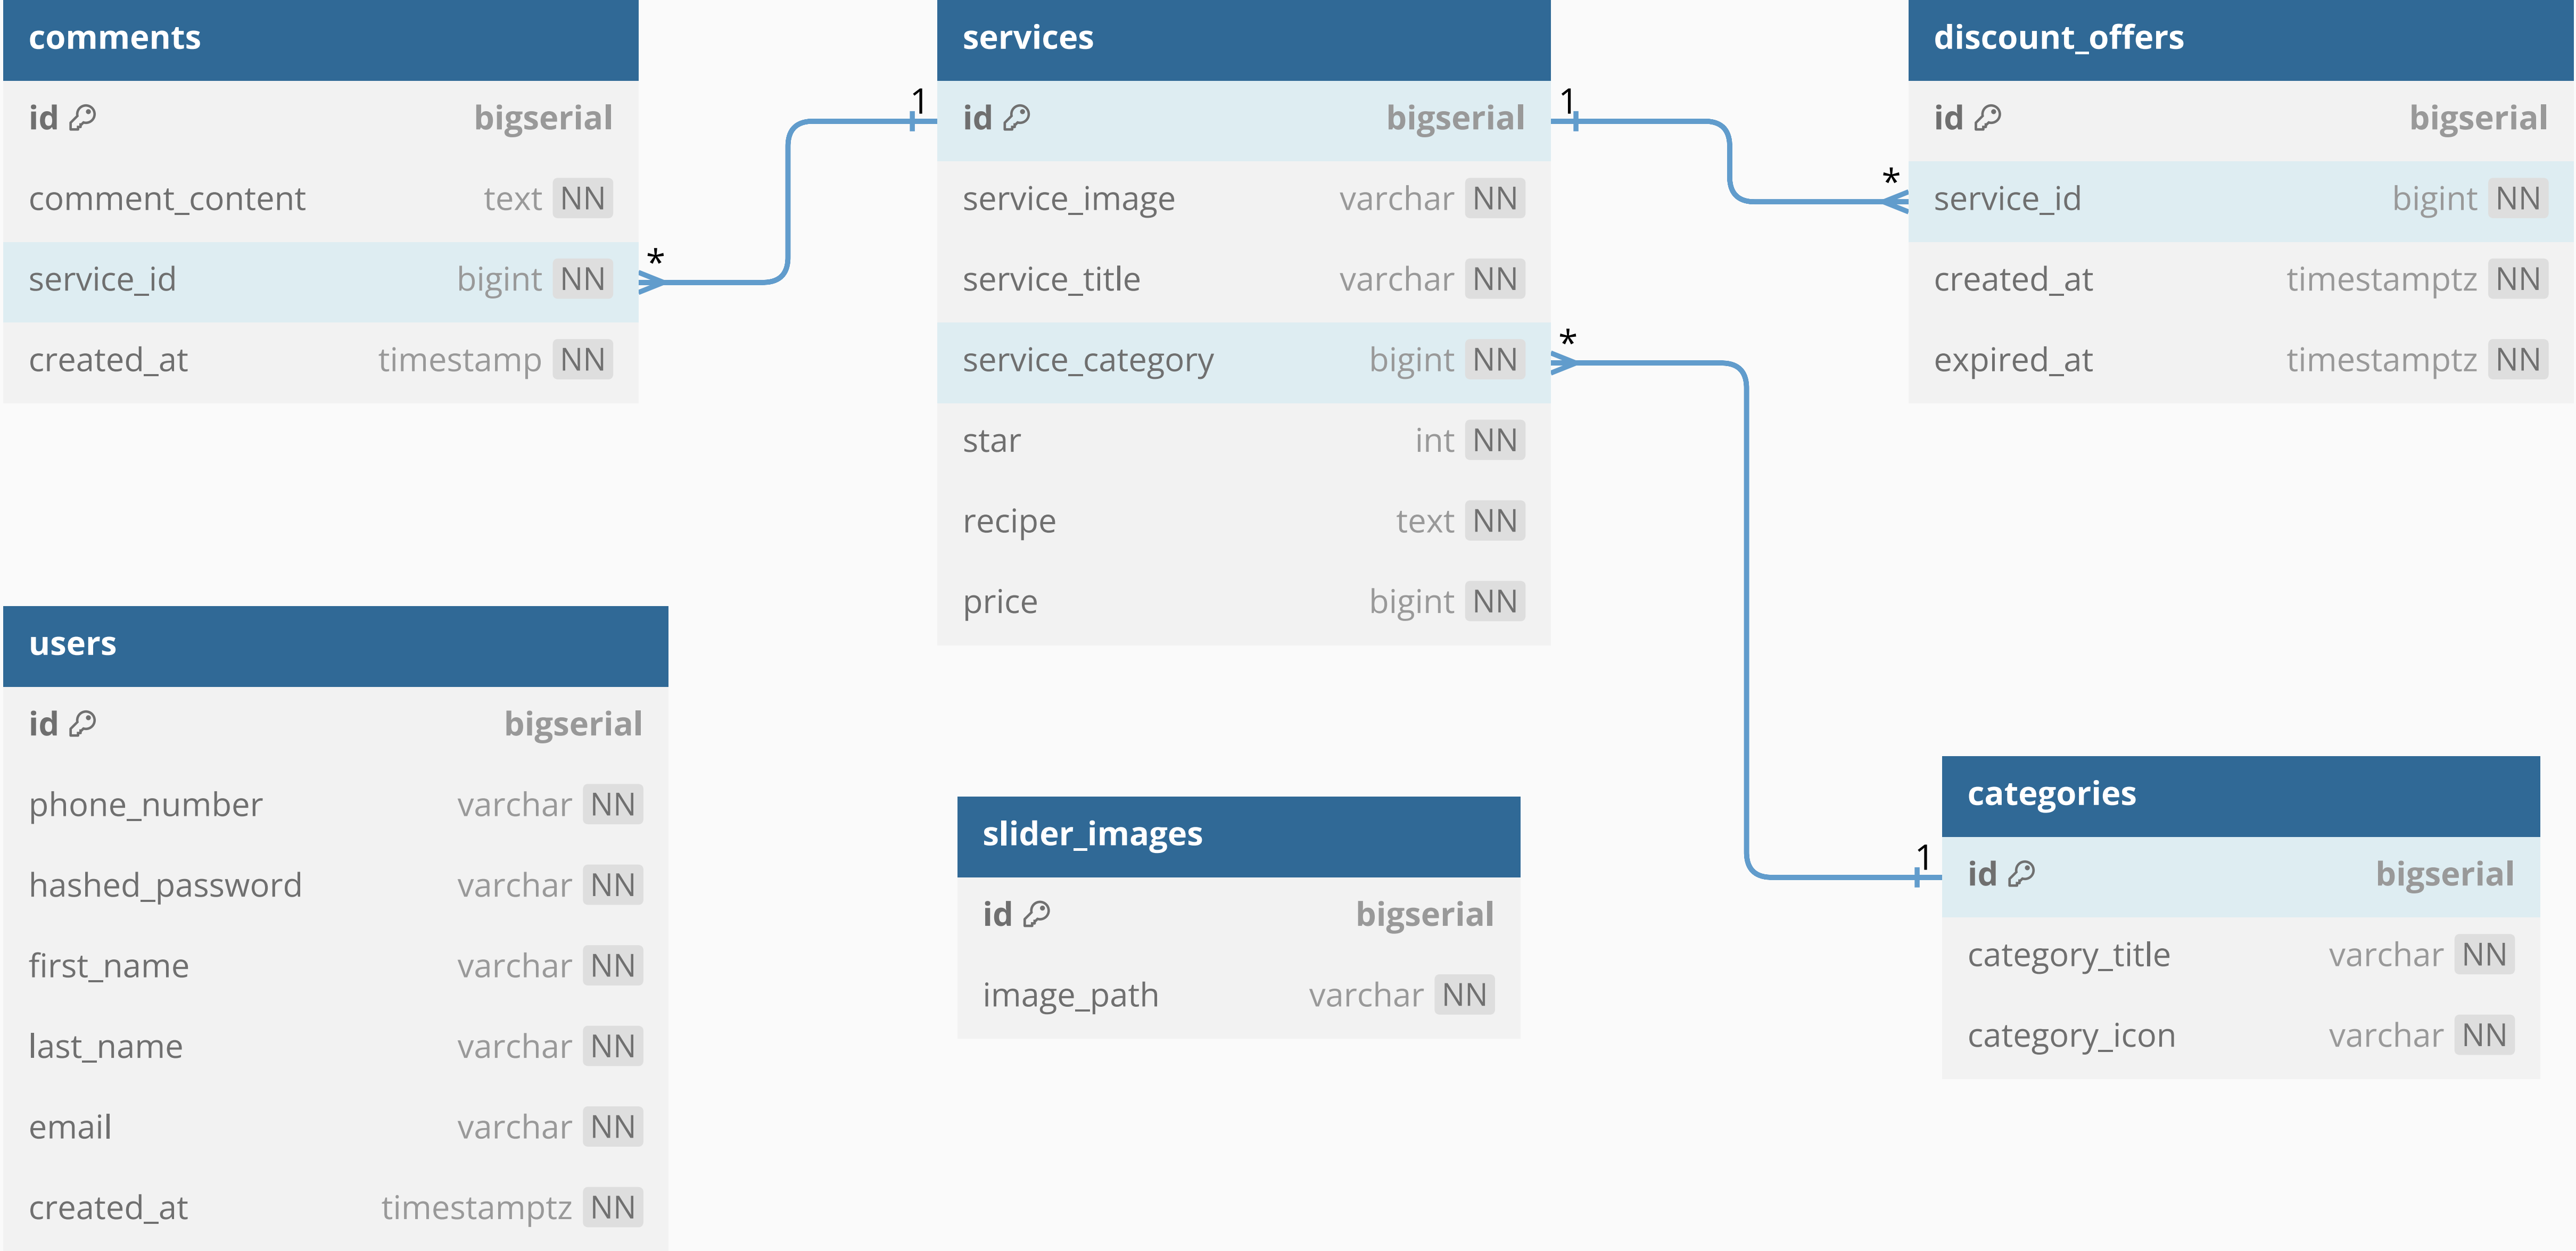 comments
id bigserial
comment_content text NN
service_id bigint NN
created_at timestamp NN
1
*
services
id bigserial
service_image varchar NN
service_title varchar NN
service_category bigint NN
star int NN
recipe text NN
price bigint NN
1
*
*
discount_offers
id bigserial
service_id bigint NN
created_at timestamptz NN
expired_at timestamptz NN
users
id bigserial
phone_number varchar NN
hashed_password varchar NN
first_name varchar NN
last_name varchar NN
email varchar NN
created_at timestamptz NN
slider_images
id bigserial
image_path varchar NN
1
categories
id bigserial
category_title varchar NN
category_icon varchar NN